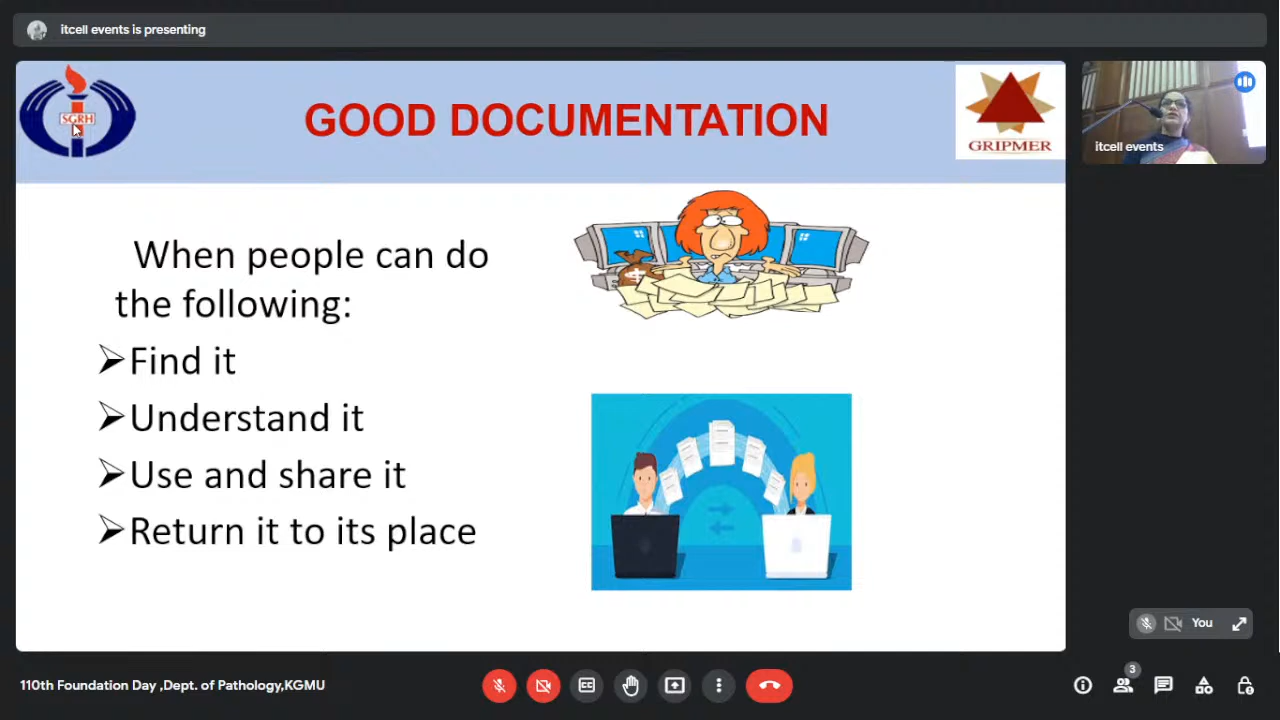 itcell events is presenting
SGRH
GOOD DOCUMENTATION
GRIPMER
itcell events
When people can do
the following:
➢Find it
➢Understand it
➢Use and share it
➢Return it to its place
You
110th Foundation Day ,Dept. of Pathology,KGMU
CC
3